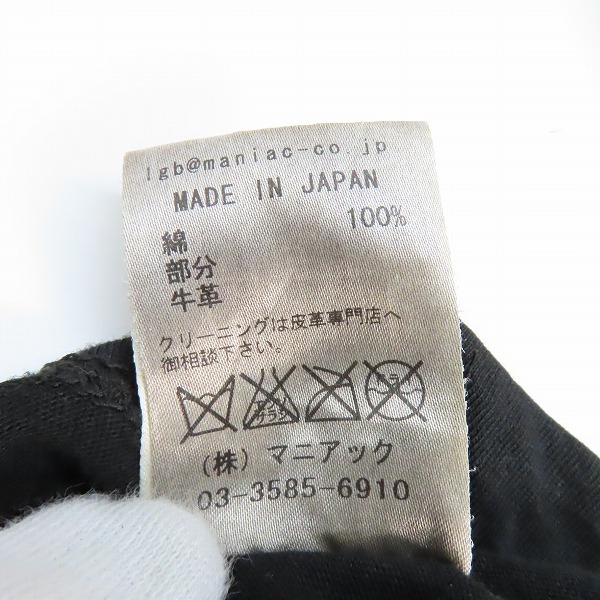 lgb@maniac-co.jp
MADE IN JAPAN
綿 100%
部分
牛革
クリーニングは皮革専門店へ
御相談下さい。
(株) マニアック
03-3585-6910